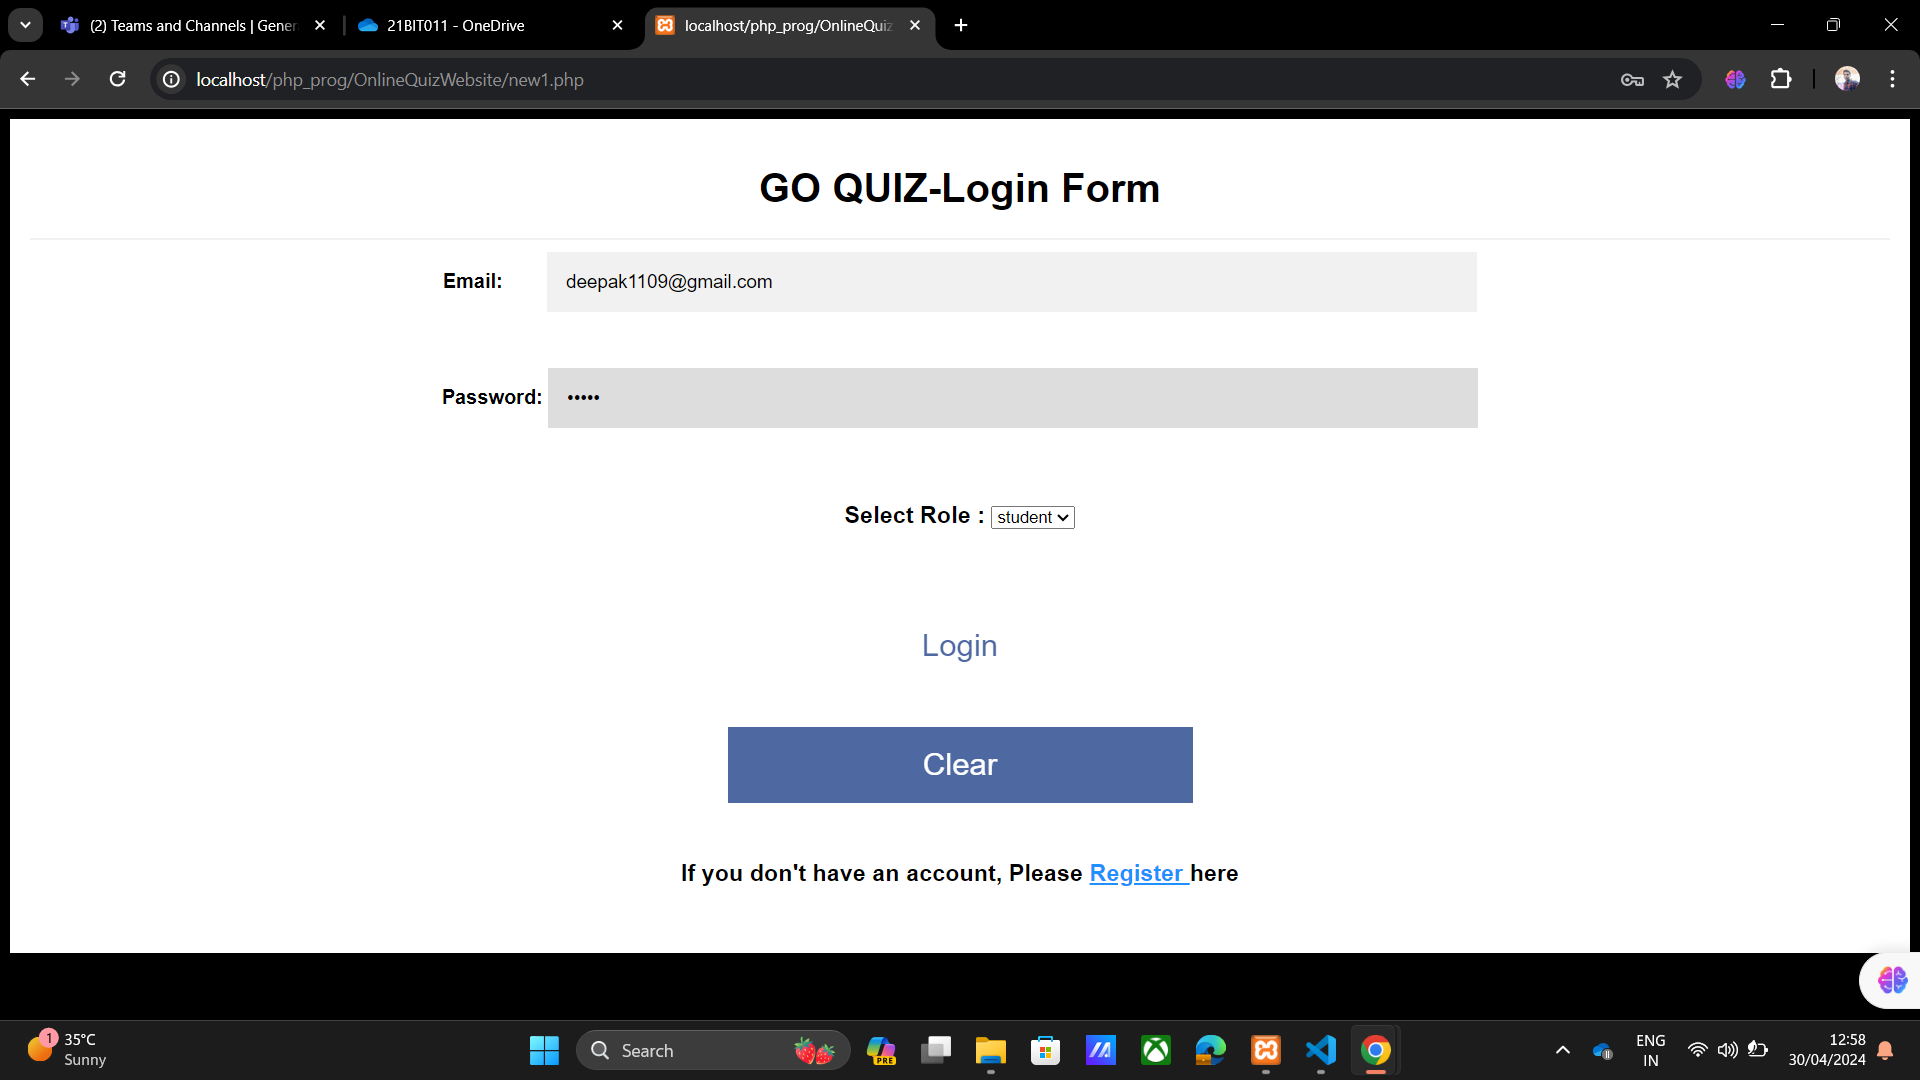 (2) Teams and Channels | Gener
21BIT011 - OneDrive
localhost/php_prog/OnlineQuiz
localhost/php_prog/OnlineQuizWebsite/new1.php
GO QUIZ-Login Form
Email: deepak1109@gmail.com
Password: •••••
Select Role : student
Login
Clear
If you don't have an account, Please Register here
1
35°C
Sunny
Search
PRE
ENG
IN
12:58
30/04/2024